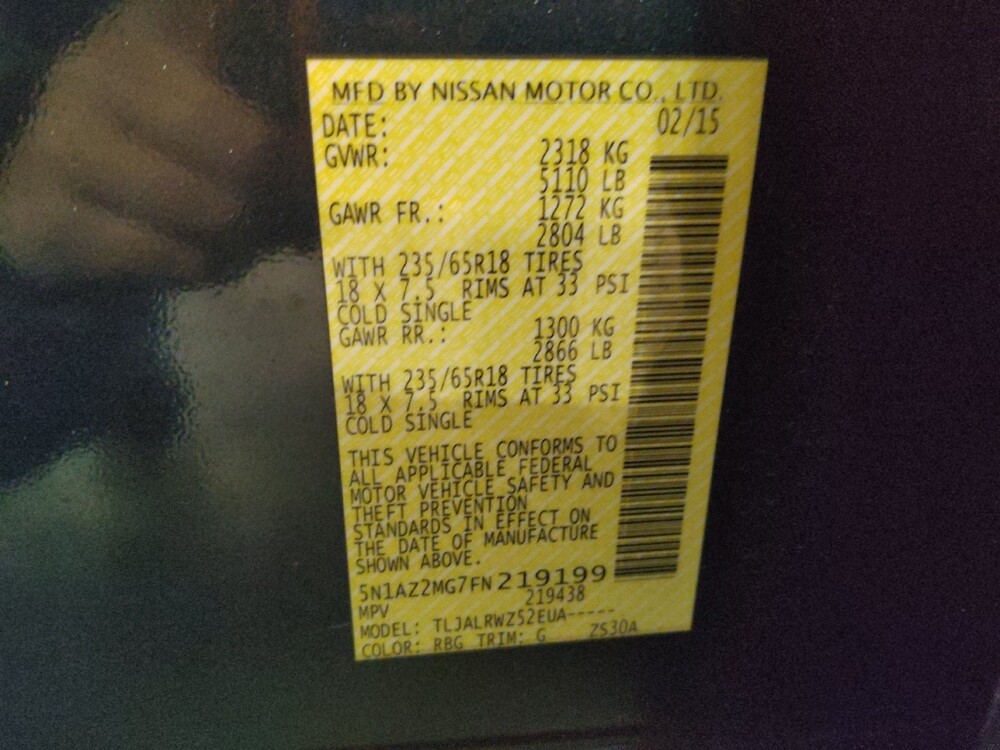 MFD BY NISSAN MOTOR CO., LTD.
DATE: 02/15
GVWR: 2318 KG
5110 LB
GAWR FR.: 1272 KG
2804 LB
WITH 235/65R18 TIRES
18 X 7.5 RIMS AT 33 PSI
COLD SINGLE
GAWR RR.: 1300 KG
2866 LB
WITH 235/65R18 TIRES
18 X 7.5 RIMS AT 33 PSI
COLD SINGLE
THIS VEHICLE CONFORMS TO
ALL APPLICABLE FEDERAL
MOTOR VEHICLE SAFETY AND
THEFT PREVENTION
STANDARDS IN EFFECT ON
THE DATE OF MANUFACTURE
SHOWN ABOVE.
5N1AZ2MG7FN219199
219438
MPV
MODEL: TLJALRWZ52EUA-----
COLOR: RBG TRIM: G ZS30A